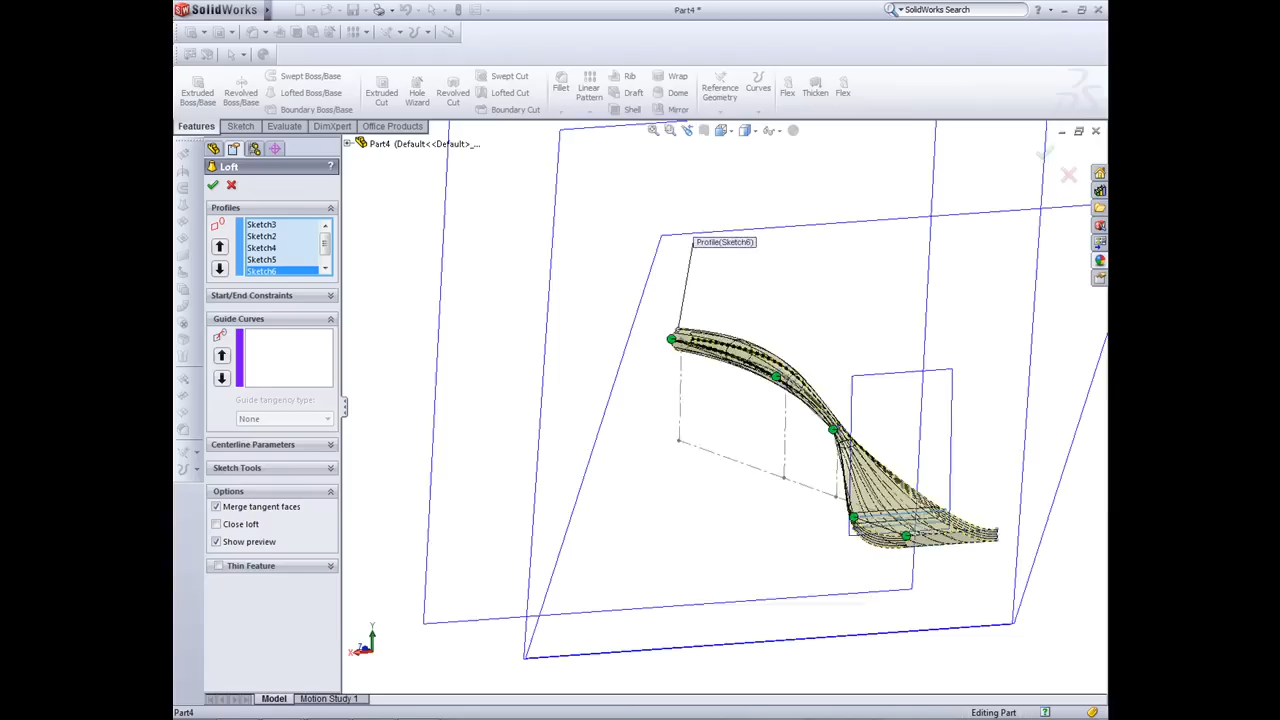 SolidWorks
Part4 *
SolidWorks Search
Extruded Boss/Base
Revolved Boss/Base
Swept Boss/Base
Lofted Boss/Base
Boundary Boss/Base
Extruded Cut
Hole Wizard
Revolved Cut
Swept Cut
Lofted Cut
Boundary Cut
Fillet
Linear Pattern
Rib
Draft
Shell
Wrap
Dome
Mirror
Reference Geometry
Curves
Flex
Thicken
Flex
Features
Sketch
Evaluate
DimXpert
Office Products
Part4 (Default<<Default>_...
Loft
?
Profiles
Sketch3
Sketch2
Sketch4
Sketch5
Sketch6
Start/End Constraints
Guide Curves
Guide tangency type:
None
Centerline Parameters
Sketch Tools
Options
Merge tangent faces
Close loft
Show preview
Thin Feature
Profile(Sketch6)
Y
X
Z
Model
Motion Study 1
Part4
Editing Part